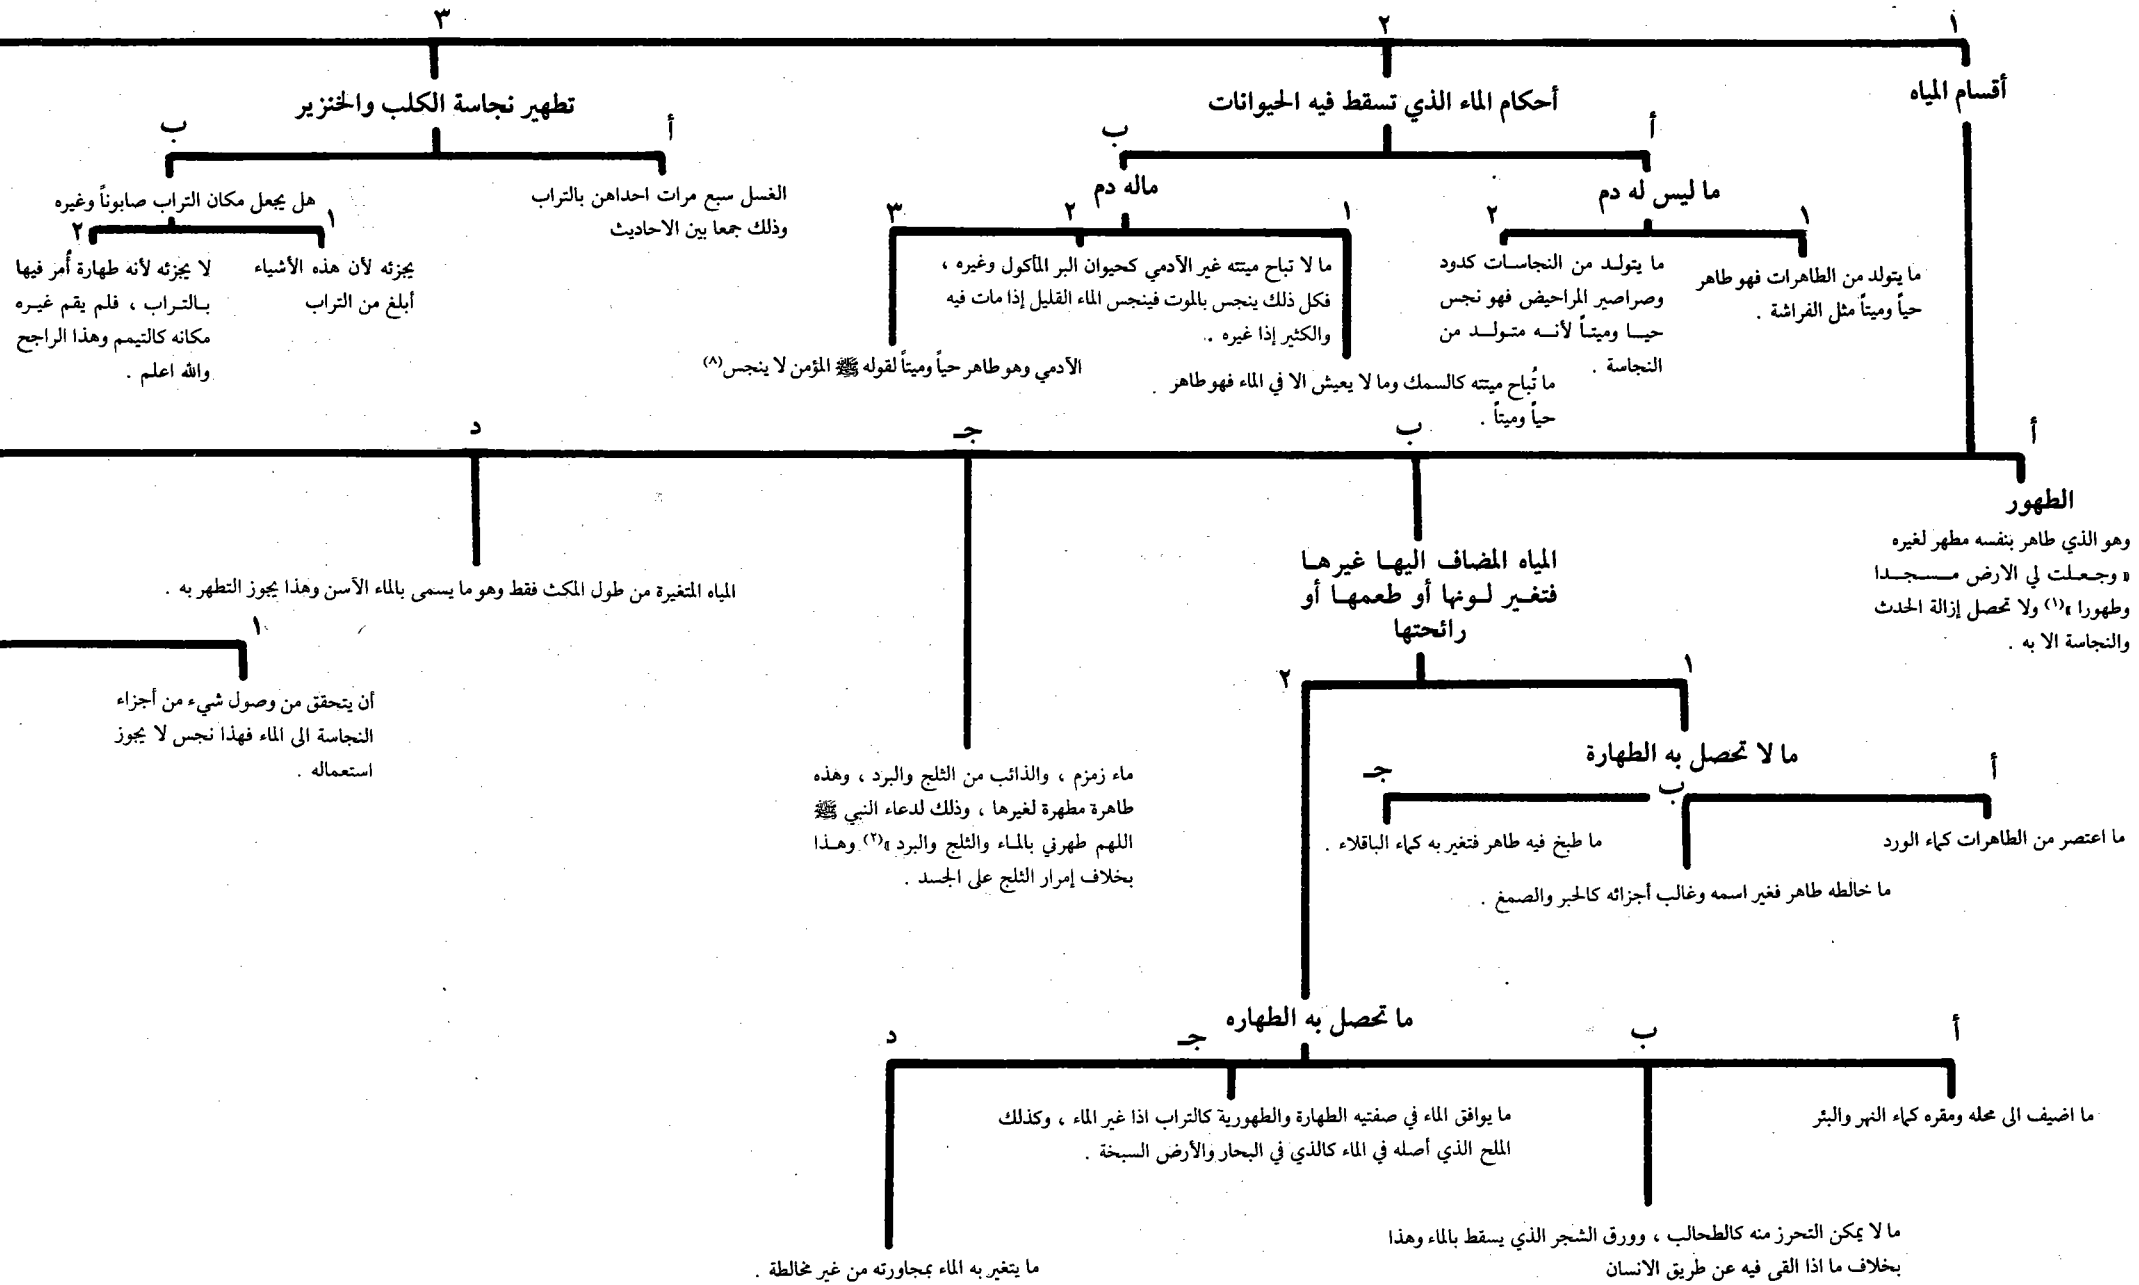 ١
أقسام المياه
٢
أحكام الماء الذي تسقط فيه الحيوانات
أ
ما ليس له دم
١
ما يتولد من الطاهرات فهو طاهر
حياً وميتاً مثل الفراشة .
٢
ما يتولد من النجاسات كدود
وصراصير المراحيض فهو نجس
حيا وميتاً لأنه متولد من
النجاسة .
ب
ماله دم
١
ما تُباح ميتته كالسمك وما لا يعيش الا في الماء فهو طاهر
حياً وميتاً .
٢
ما لا تباح ميتته غير الآدمي كحيوان البر المأكول وغيره ،
فكل ذلك ينجس بالموت فينجس الماء القليل إذا مات فيه
والكثير إذا غيره .
٣
الآدمي وهو طاهر حياً وميتاً لقوله ﷺ المؤمن لا ينجس(٨)
٣
تطهير نجاسة الكلب والخنزير
أ
الغسل سبع مرات احداهن بالتراب
وذلك جمعا بين الاحاديث
ب
هل يجعل مكان التراب صابوناً وغيره
١
يجزئه لأن هذه الأشياء
أبلغ من التراب
٢
لا يجزئه لأنه طهارة أُمر فيها
بالتراب ، فلم يقم غيره
مكانه كالتيمم وهذا الراجح
والله اعلم .
أ
الطهور
وهو الذي طاهر بنفسه مطهر لغيره
« وجعلت لي الارض مسجدا
وطهورا »(١) ولا تحصل إزالة الحدث
والنجاسة الا به .
ب
المياه المضاف اليها غيرها
فتغير لونها أو طعمها أو
رائحتها
١
ما لا تحصل به الطهارة
أ
ما اعتصر من الطاهرات كماء الورد
ب
ما خالطه طاهر فغير اسمه وغالب أجزائه كالحبر والصمغ .
جـ
ما طبخ فيه طاهر فتغير به كماء الباقلاء .
٢
ما تحصل به الطهاره
أ
ما اضيف الى محله ومقره كماء النهر والبئر
ب
ما لا يمكن التحرز منه كالطحالب ، وورق الشجر الذي يسقط بالماء وهذا
بخلاف ما اذا القي فيه عن طريق الانسان
جـ
ما يوافق الماء في صفتيه الطهارة والطهورية كالتراب اذا غير الماء ، وكذلك
الملح الذي أصله في الماء كالذي في البحار والأرض السبخة .
د
ما يتغير به الماء بمجاورته من غير مخالطة .
جـ
ماء زمزم ، والذائب من الثلج والبرد ، وهذه
طاهرة مطهرة لغيرها ، وذلك لدعاء النبي ﷺ
اللهم طهرني بالماء والثلج والبرد »(٢) وهذا
بخلاف إمرار الثلج على الجسد .
د
المياه المتغيرة من طول المكث فقط وهو ما يسمى بالماء الآسن وهذا يجوز التطهر به .
١
أن يتحقق من وصول شيء من أجزاء
النجاسة الى الماء فهذا نجس لا يجوز
استعماله .